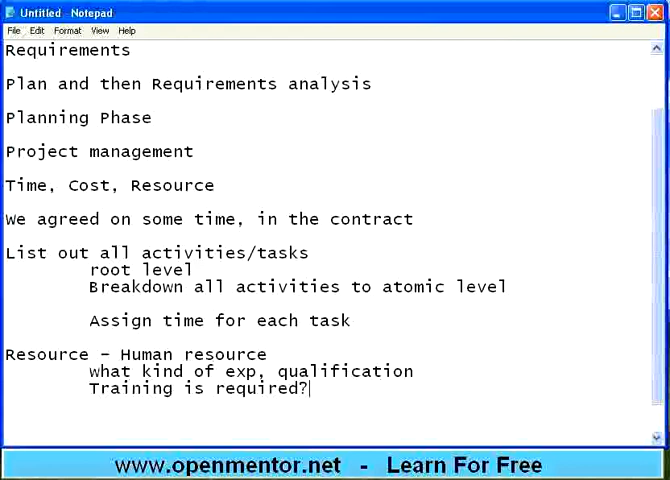 Untitled - Notepad
File Edit Format View Help
Requirements
Plan and then Requirements analysis
Planning Phase
Project management
Time, Cost, Resource
We agreed on some time, in the contract
List out all activities/tasks
root level
Breakdown all activities to atomic level
Assign time for each task
Resource - Human resource
what kind of exp, qualification
Training is required?
www.openmentor.net - Learn For Free